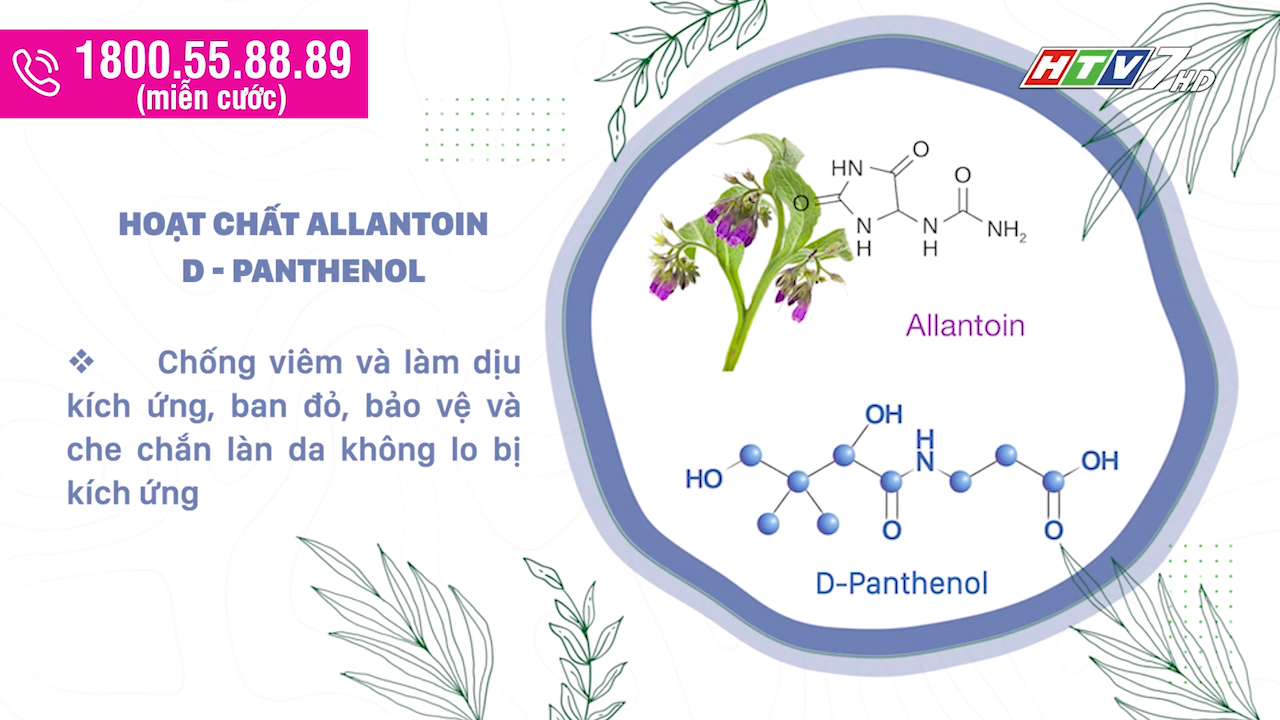 1800.55.88.89
(miễn cước)
HTV7 HD
HOẠT CHẤT ALLANTOIN
D - PANTHENOL
❖ Chống viêm và làm dịu
kích ứng, ban đỏ, bảo vệ và
che chắn làn da không lo bị
kích ứng
O
HN
O
O
N
H
N
H
NH₂
Allantoin
OH
H
N
HO
OH
O
O
D-Panthenol